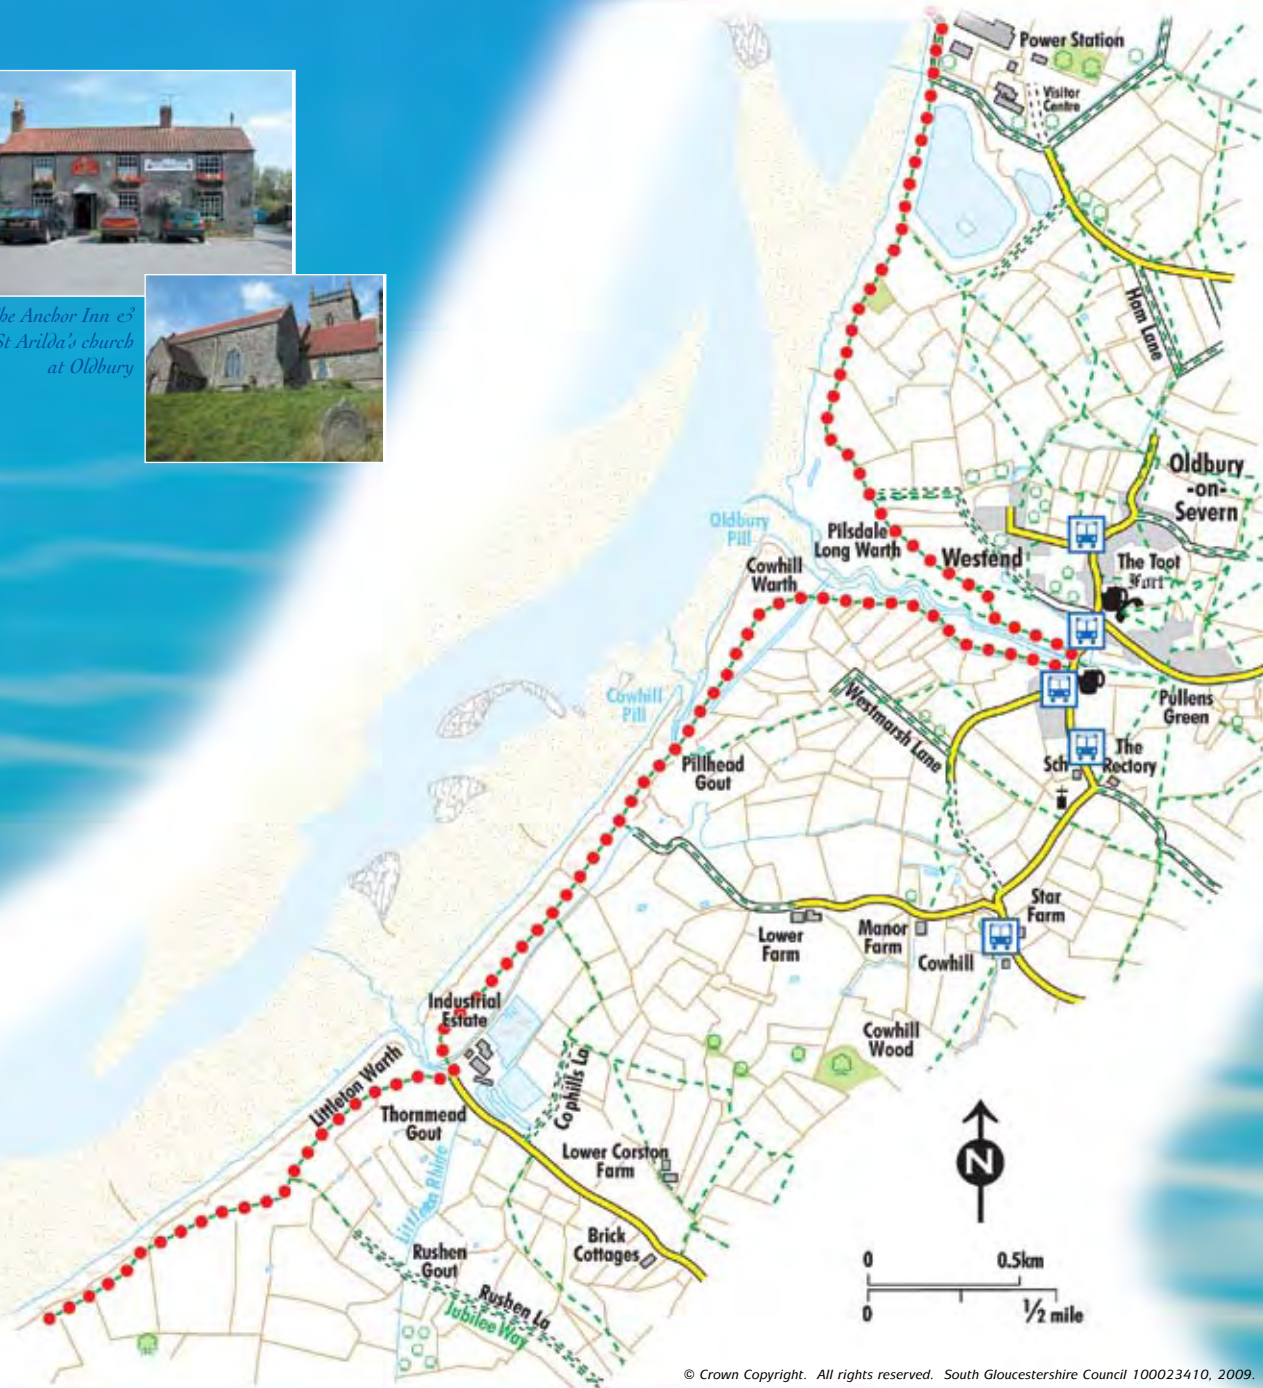 Power Station
Visitor
Centre
Ham Lane
he Anchor Inn &
St Arilda's church
at Oldbury
Oldbury
-on-
Severn
Oldbury
Pill
Pilsdale
Long Warth
Westend
The Toot
Fort
Cowhill
Warth
Cowhill
Pill
Westmarsh Lane
Pullens
Green
Pillhead
Gout
Sch
The
Rectory
Star
Farm
Lower
Farm
Manor
Farm
Cowhill
Industrial
Estate
Cowhill
Wood
Littleton Warth
Cophills La
Thornmead
Gout
Littleton Rhine
Lower Corston
Farm
N
Brick
Cottages
Rushen
Gout
Rushen La
Jubilee Way
0 0.5km
0 1/2 mile
© Crown Copyright. All rights reserved. South Gloucestershire Council 100023410, 2009.